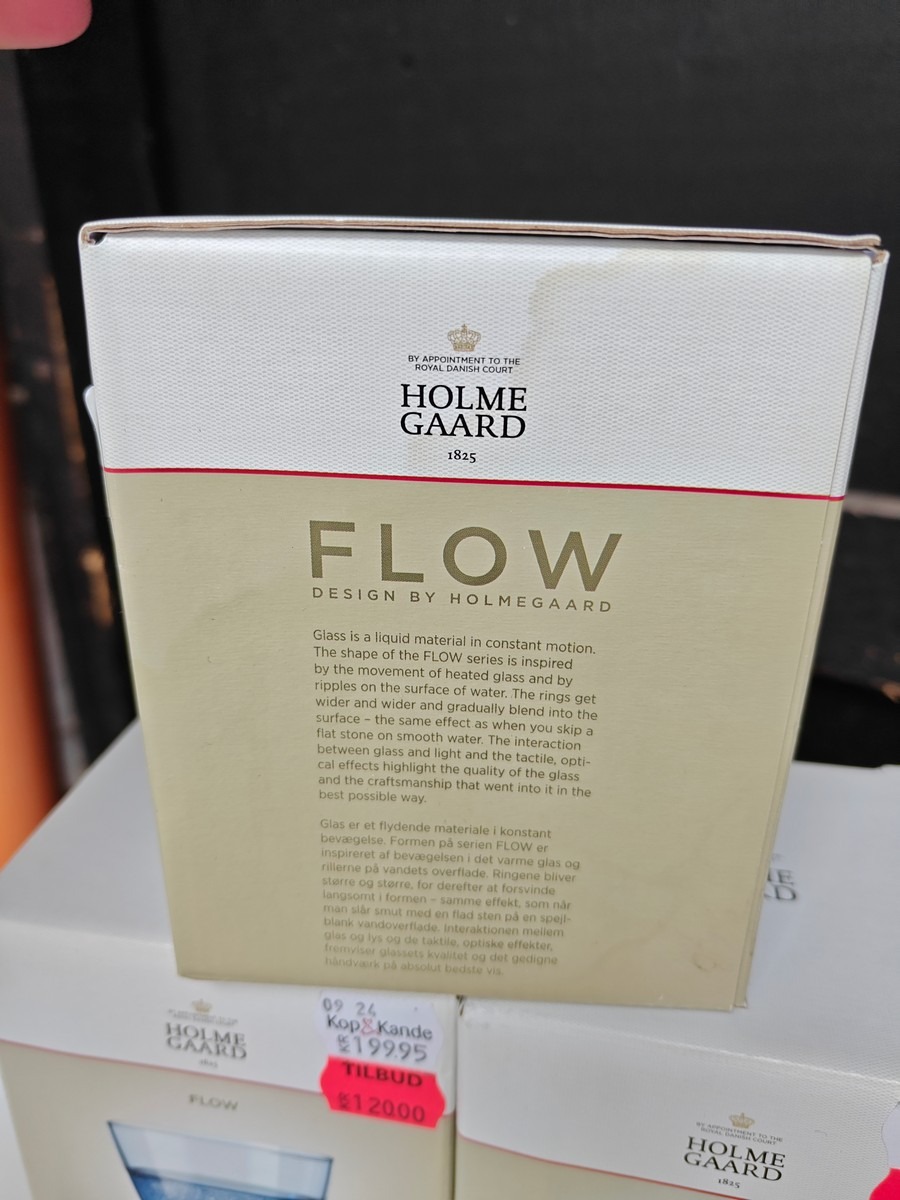 BY APPOINTMENT TO THE
ROYAL DANISH COURT
HOLME
GAARD
1825
FLOW
DESIGN BY HOLMEGAARD
Glass is a liquid material in constant motion.
The shape of the FLOW series is inspired
by the movement of heated glass and by
ripples on the surface of water. The rings get
wider and wider and gradually blend into the
surface – the same effect as when you skip a
flat stone on smooth water. The interaction
between glass and light and the tactile, opti-
cal effects highlight the quality of the glass
and the craftsmanship that went into it in the
best possible way.
Glas er et flydende materiale i konstant
bevægelse. Formen på serien FLOW er
inspireret af bevægelsen i det varme glas og
rillerne på vandets overflade. Ringene bliver
større og større, for derefter at forsvinde
langsomt i formen – samme effekt, som når
man slår smut med en flad sten på en spejl-
blank vandoverflade. Interaktionen mellem
glas og lys og de taktile, optiske effekter,
fremviser glassets kvalitet og det gedigne
håndværk på absolut bedste vis.
HOLME
GAARD
1825
FLOW
09 24
Kop&Kande
199.95
TILBUD
120.00
BY APPOINTMENT TO THE
ROYAL DANISH COURT
HOLME
GAARD
1825